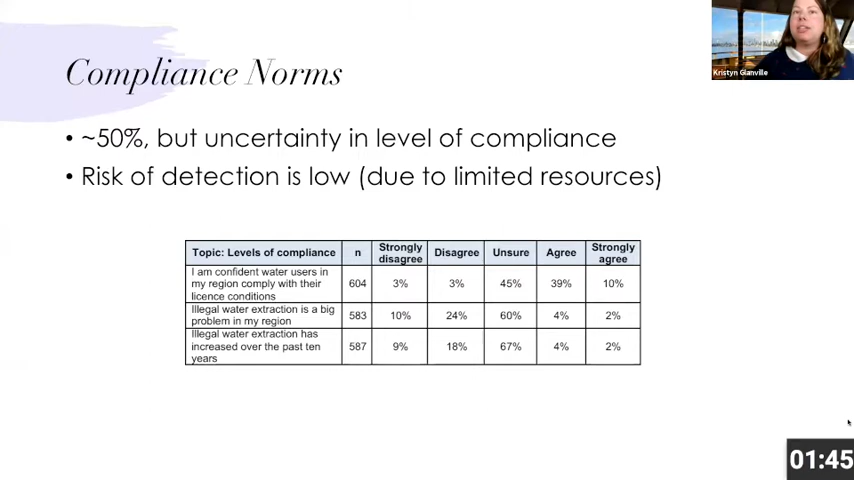 Compliance Norms
Kristyn Glanville
• ~50%, but uncertainty in level of compliance
• Risk of detection is low (due to limited resources)
Topic: Levels of compliance n Strongly disagree Disagree Unsure Agree Strongly agree
I am confident water users in my region comply with their licence conditions 604 3% 3% 45% 39% 10%
Illegal water extraction is a big problem in my region 583 10% 24% 60% 4% 2%
Illegal water extraction has increased over the past ten years 587 9% 18% 67% 4% 2%
01:45